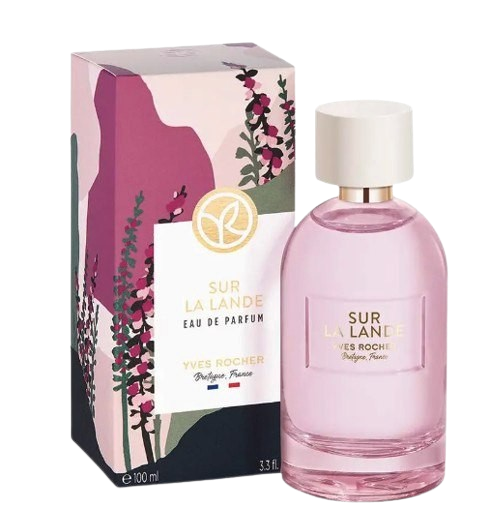 SUR
LA LANDE
EAU DE PARFUM
YVES ROCHER
Bretagne, France
℮ 100 ml
3.3 fl.
SUR
LA LANDE
YVES ROCHER
Bretagne, France